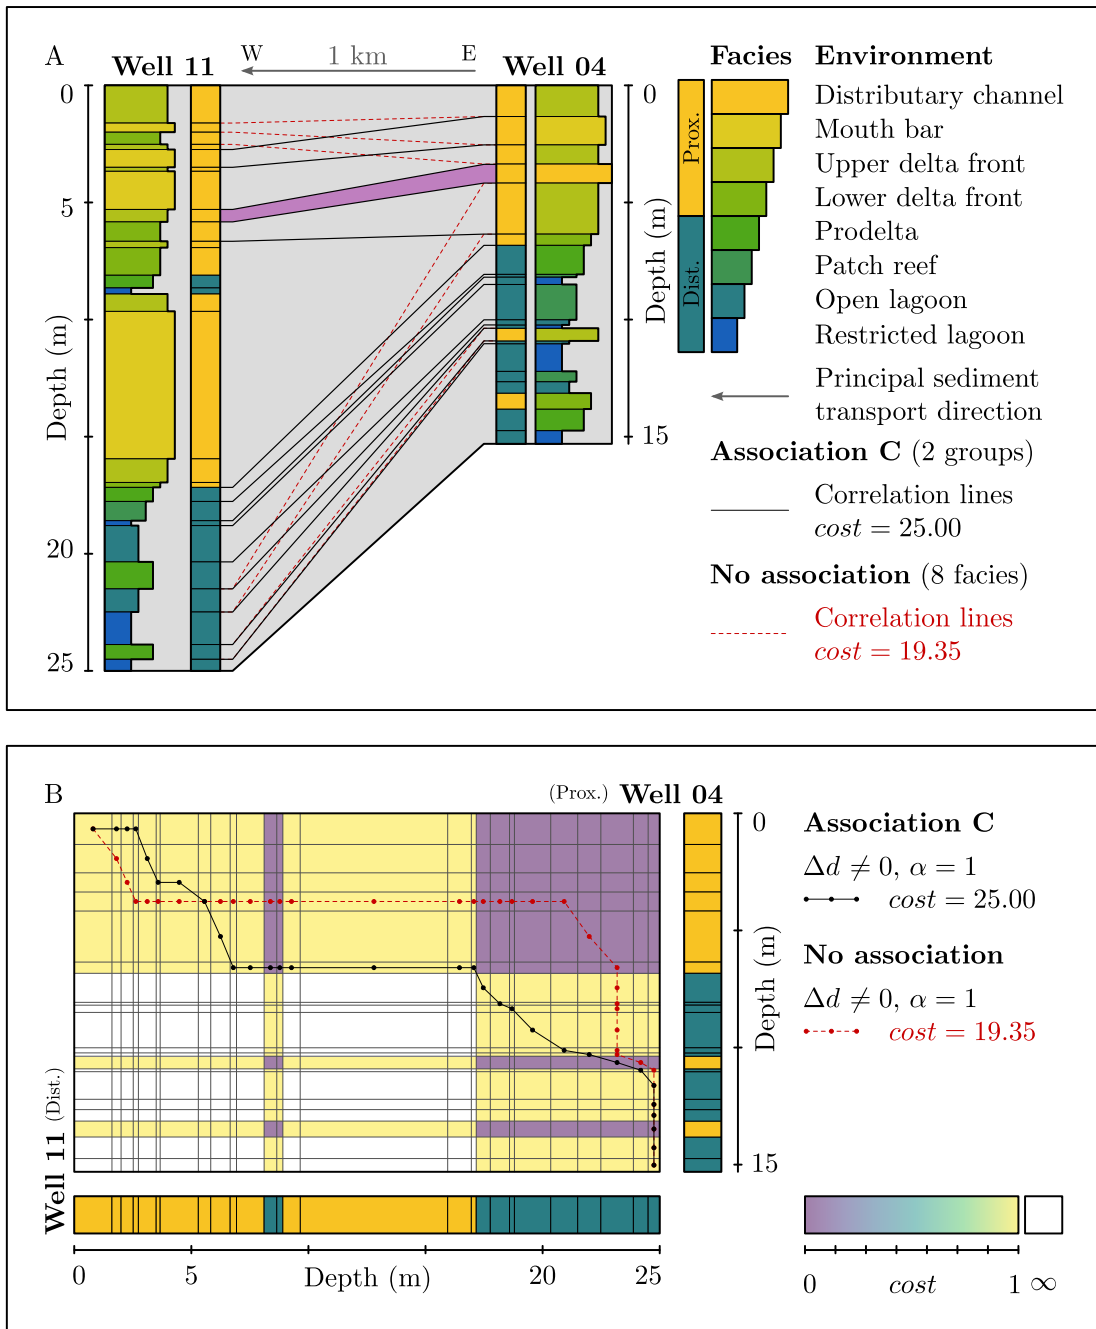 A
Well 11
W
1 km
E
Well 04
Facies
Environment
0
5
Depth (m)
20
25
0
Depth (m)
15
Prox.
Dist.
Distributary channel
Mouth bar
Upper delta front
Lower delta front
Prodelta
Patch reef
Open lagoon
Restricted lagoon
Principal sediment
transport direction
Association C (2 groups)
Correlation lines
cost = 25.00
No association (8 facies)
Correlation lines
cost = 19.35
B
(Prox.) Well 04
0
Depth (m)
15
Well 11 (Dist.)
0
5
Depth (m)
20
25
Association C
Δd ≠ 0, α = 1
cost = 25.00
No association
Δd ≠ 0, α = 1
cost = 19.35
0
cost
1
∞